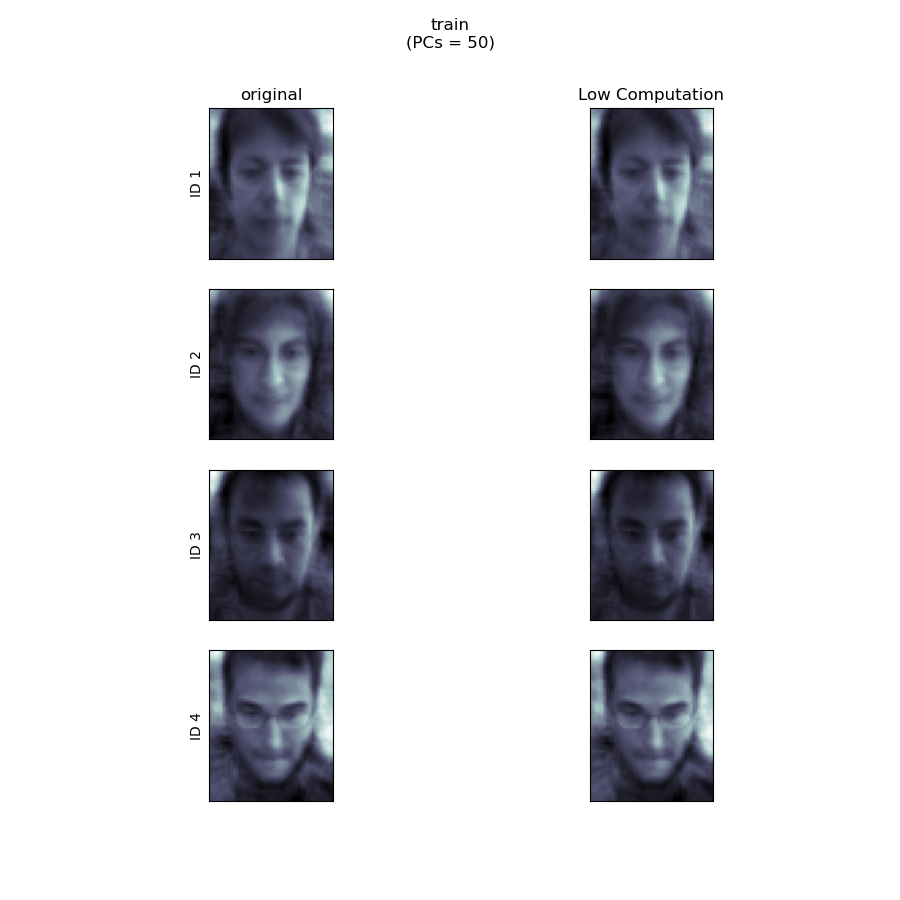 train
(PCs = 50)
original
Low Computation
ID 1
ID 2
ID 3
ID 4